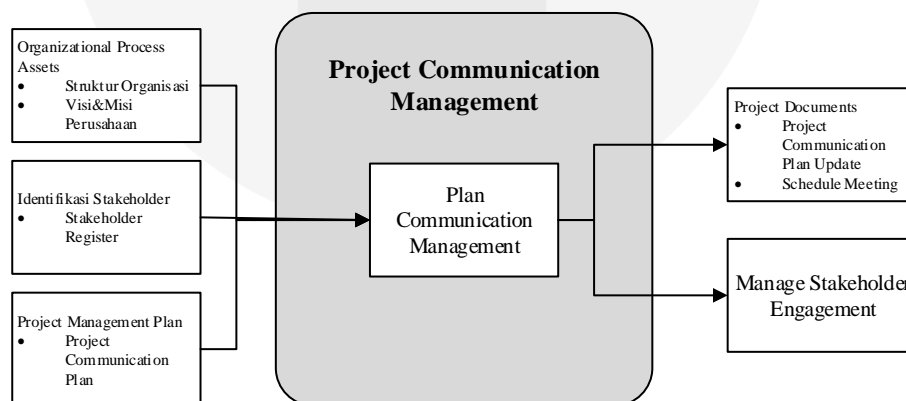 Organizational Process
Assets
• Struktur Organisasi
• Visi&Misi
Perusahaan
Identifikasi Stakeholder
• Stakeholder
Register
Project Management Plan
• Project
Communication
Plan
Project Communication
Management
Plan
Communication
Management
Project Documents
• Project
Communication
Plan Update
• Schedule Meeting
Manage Stakeholder
Engagement